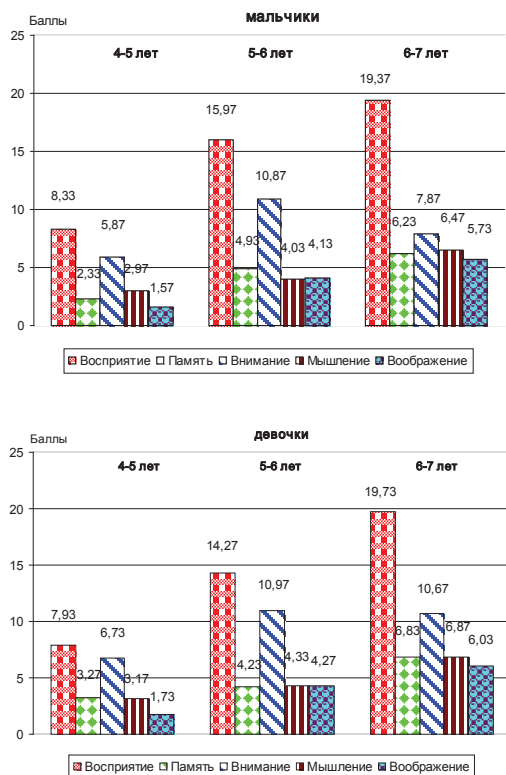 Баллы
мальчики
4-5 лет 5-6 лет 6-7 лет
25
20
15
10
5
0
8,33 2,33 5,87 2,97 1,57
15,97 4,93 10,87 4,03 4,13
19,37 6,23 7,87 6,47 5,73
Восприятие Память Внимание Мышление Воображение
Баллы
девочки
4-5 лет 5-6 лет 6-7 лет
25
20
15
10
5
0
7,93 3,27 6,73 3,17 1,73
14,27 4,23 10,97 4,33 4,27
19,73 6,83 10,67 6,87 6,03
Восприятие Память Внимание Мышление Воображение